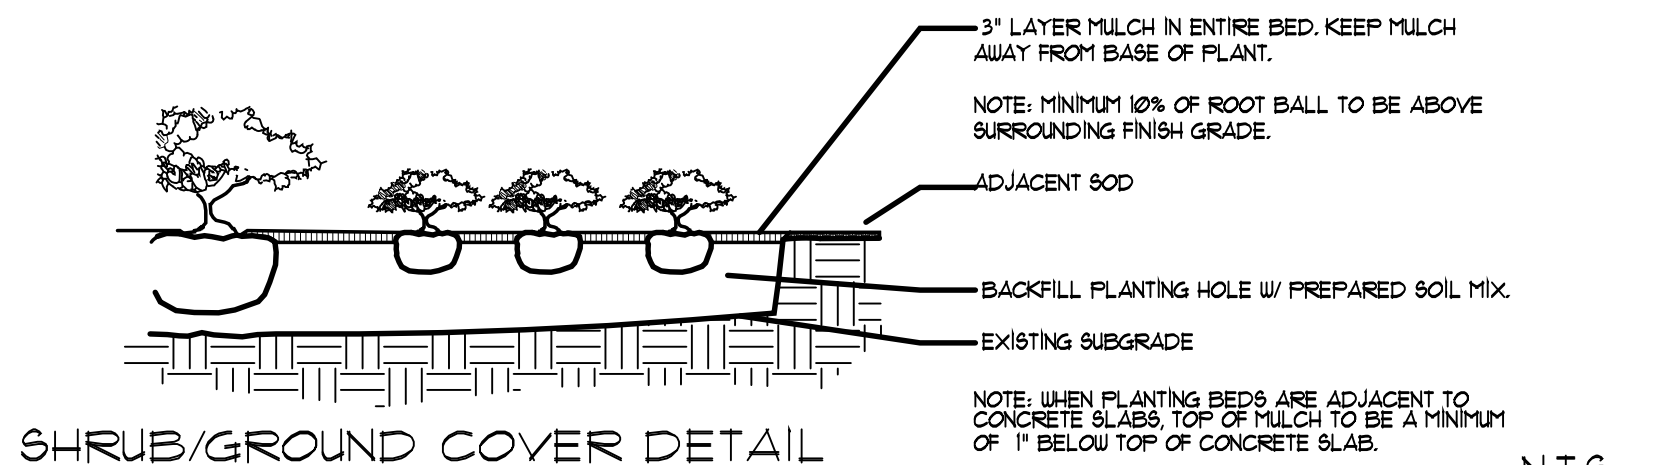 3" LAYER MULCH IN ENTIRE BED. KEEP MULCH
AWAY FROM BASE OF PLANT.
NOTE: MINIMUM 10% OF ROOT BALL TO BE ABOVE
SURROUNDING FINISH GRADE.
ADJACENT SOD
BACKFILL PLANTING HOLE W/ PREPARED SOIL MIX.
EXISTING SUBGRADE
NOTE: WHEN PLANTING BEDS ARE ADJACENT TO
CONCRETE SLABS, TOP OF MULCH TO BE A MINIMUM
OF 1" BELOW TOP OF CONCRETE SLAB.
SHRUB/GROUND COVER DETAIL